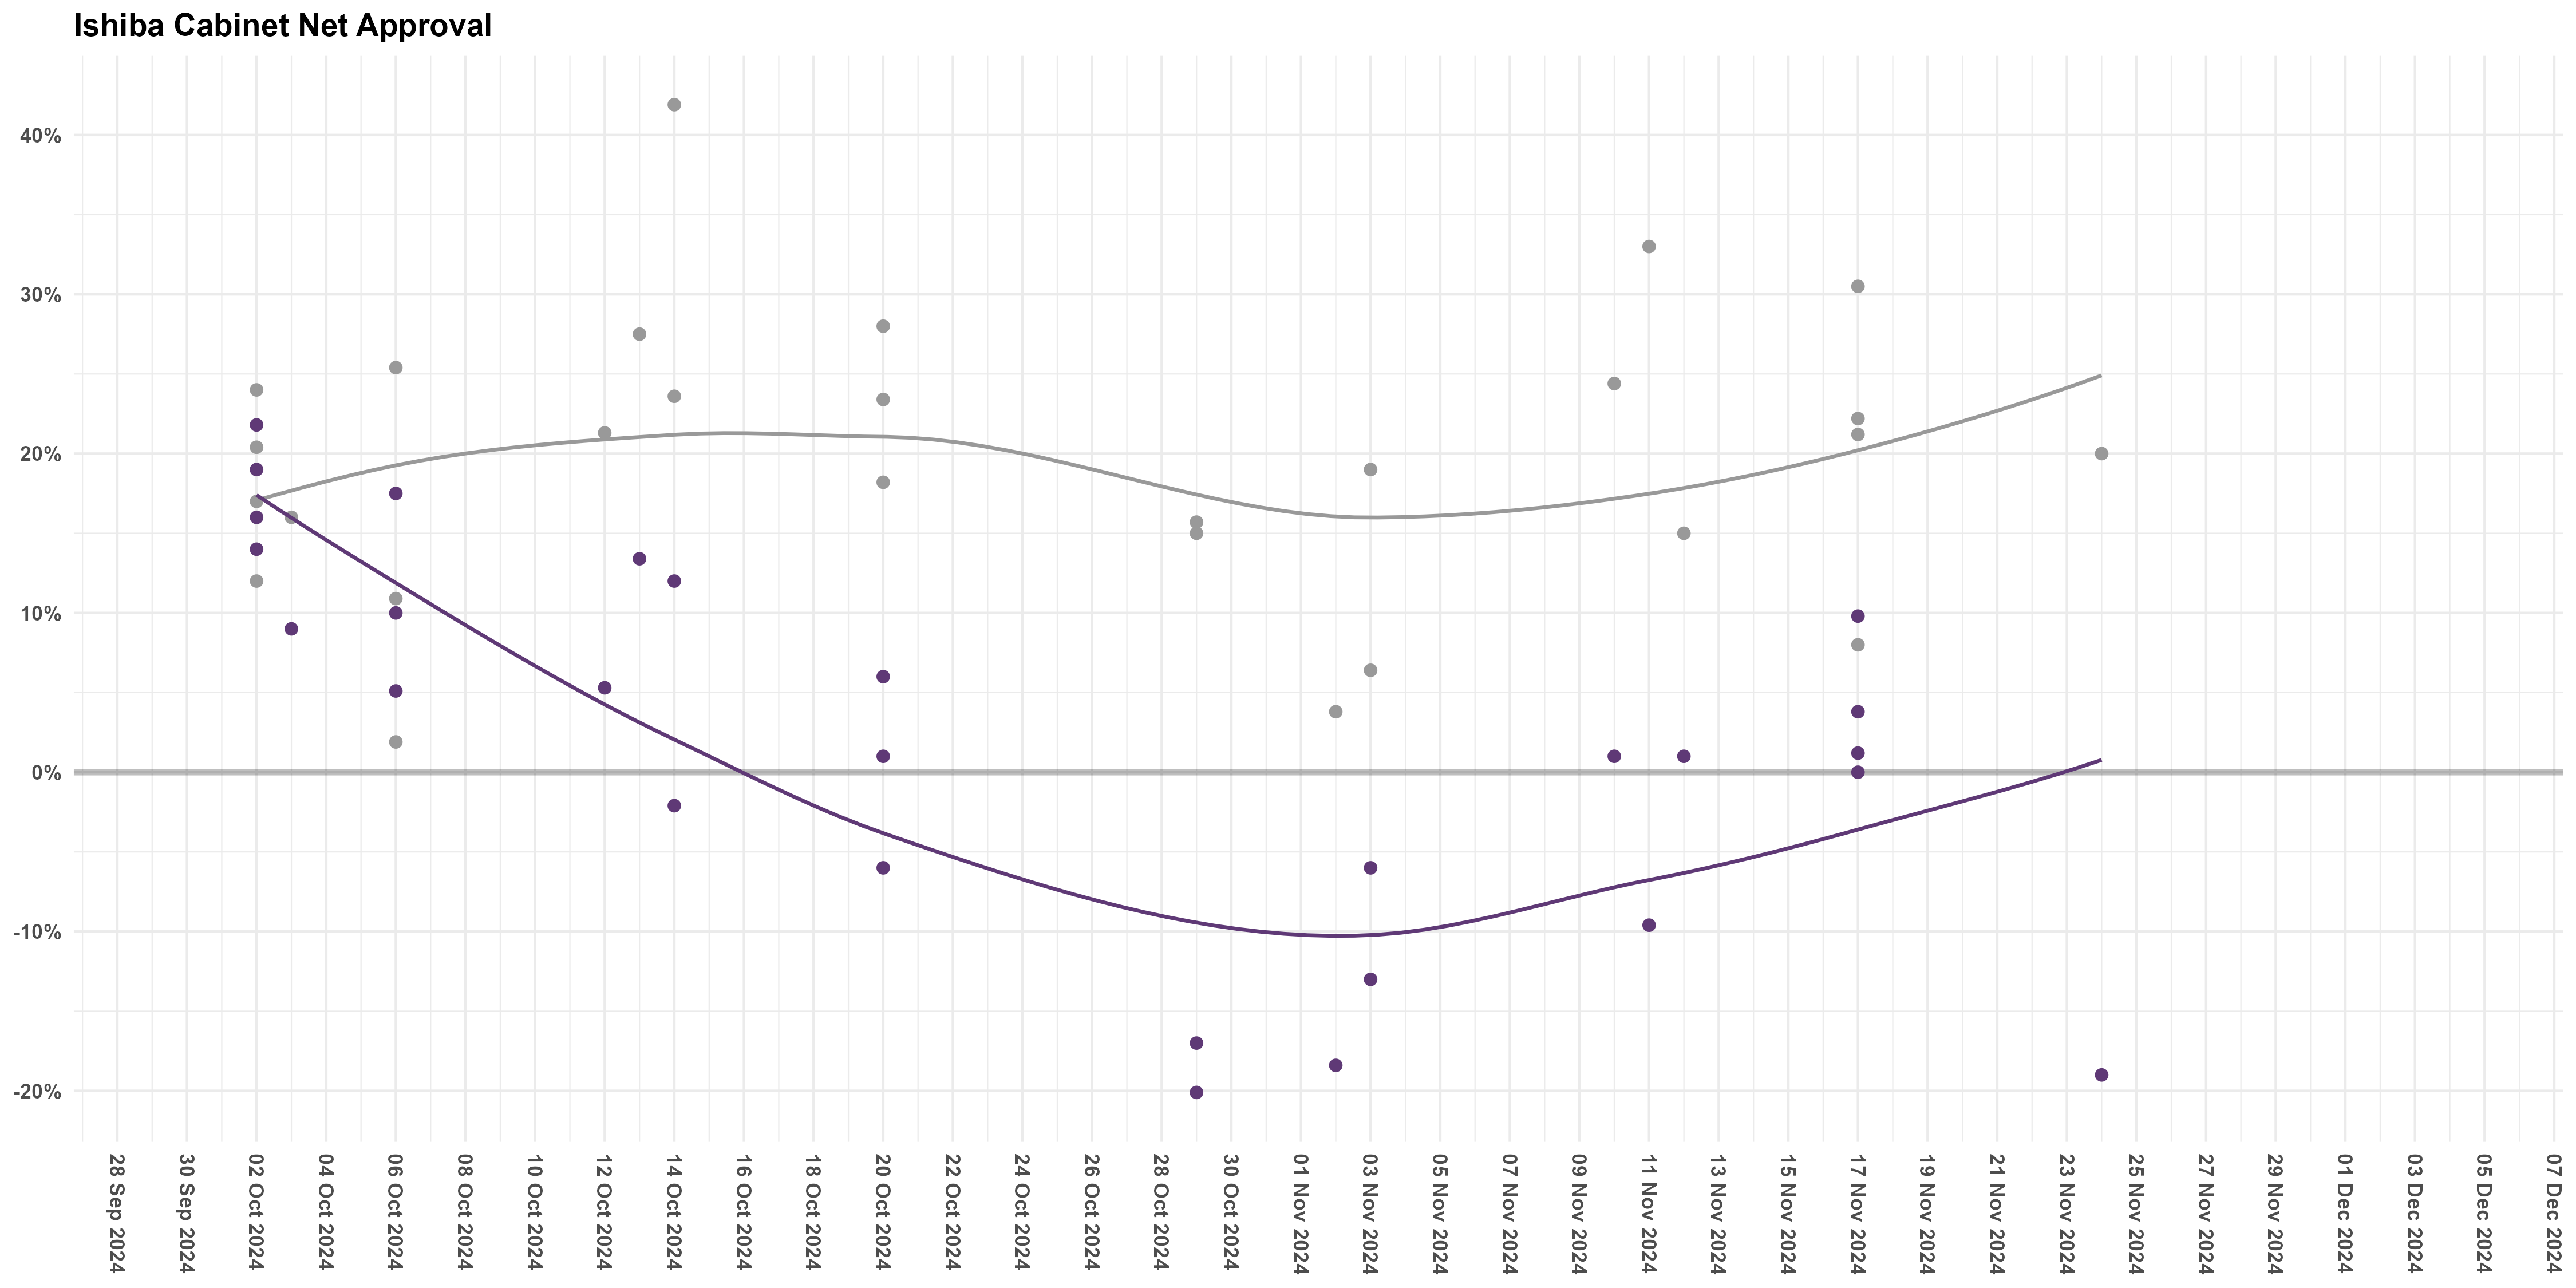 Ishiba Cabinet Net Approval
40%
30%
20%
10%
0%
-10%
-20%
28 Sep 2024
30 Sep 2024
02 Oct 2024
04 Oct 2024
06 Oct 2024
08 Oct 2024
10 Oct 2024
12 Oct 2024
14 Oct 2024
16 Oct 2024
18 Oct 2024
20 Oct 2024
22 Oct 2024
24 Oct 2024
26 Oct 2024
28 Oct 2024
30 Oct 2024
01 Nov 2024
03 Nov 2024
05 Nov 2024
07 Nov 2024
09 Nov 2024
11 Nov 2024
13 Nov 2024
15 Nov 2024
17 Nov 2024
19 Nov 2024
21 Nov 2024
23 Nov 2024
25 Nov 2024
27 Nov 2024
29 Nov 2024
01 Dec 2024
03 Dec 2024
05 Dec 2024
07 Dec 2024